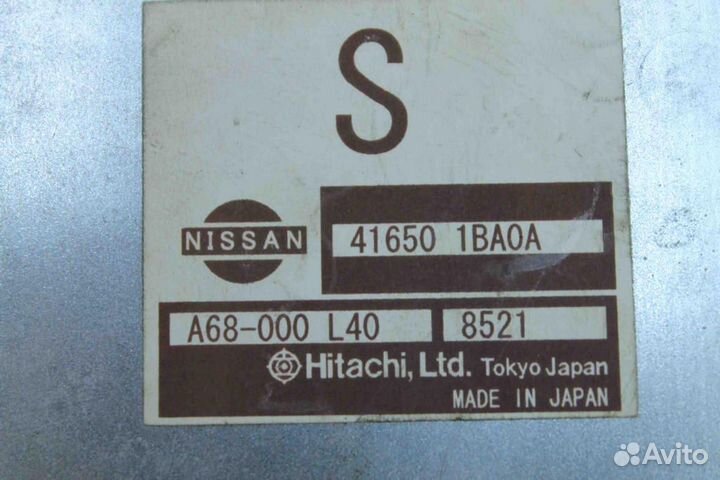 S
NISSAN
41650 1BA0A
A68-000 L40
8521
Hitachi, Ltd. Tokyo Japan
MADE IN JAPAN
Avito